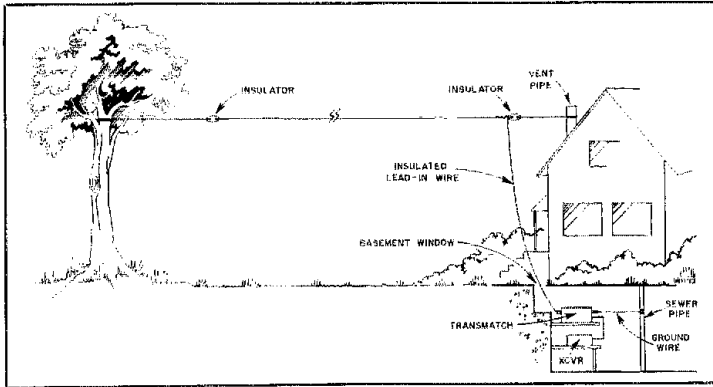 INSULATOR
INSULATOR
VENT
PIPE
INSULATED
LEAD-IN WIRE
BASEMENT WINDOW
TRANSMATCH
XCVR
GROUND
WIRE
SEWER
PIPE